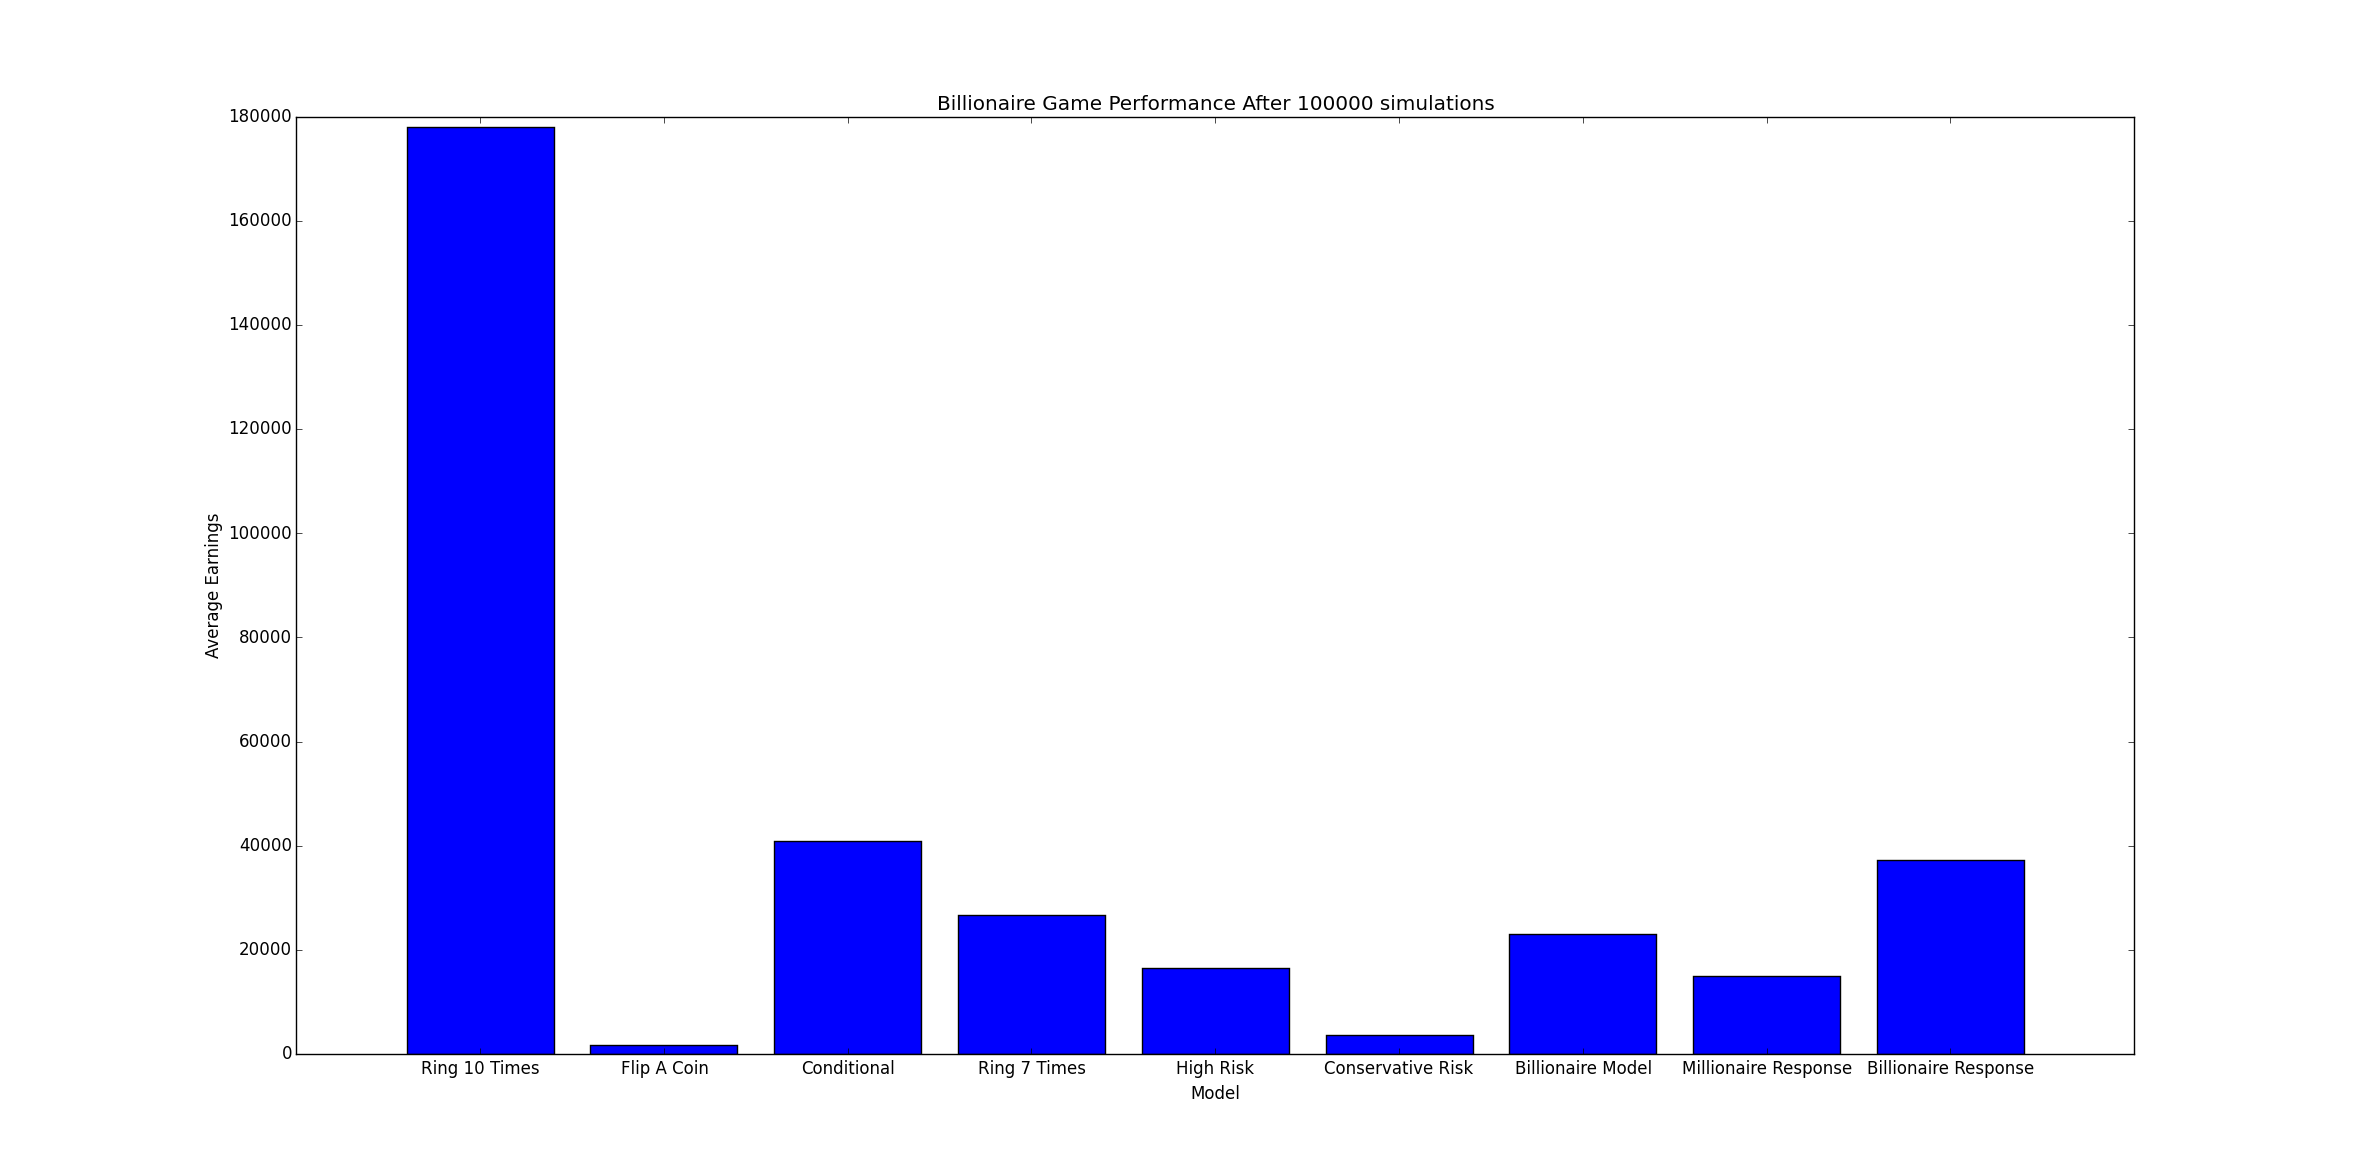 Billionaire Game Performance After 100000 simulations
180000
160000
140000
120000
100000
80000
60000
40000
20000
0
Average Earnings
Ring 10 Times Flip A Coin Conditional Ring 7 Times High Risk Conservative Risk Billionaire Model Millionaire Response Billionaire Response
Model